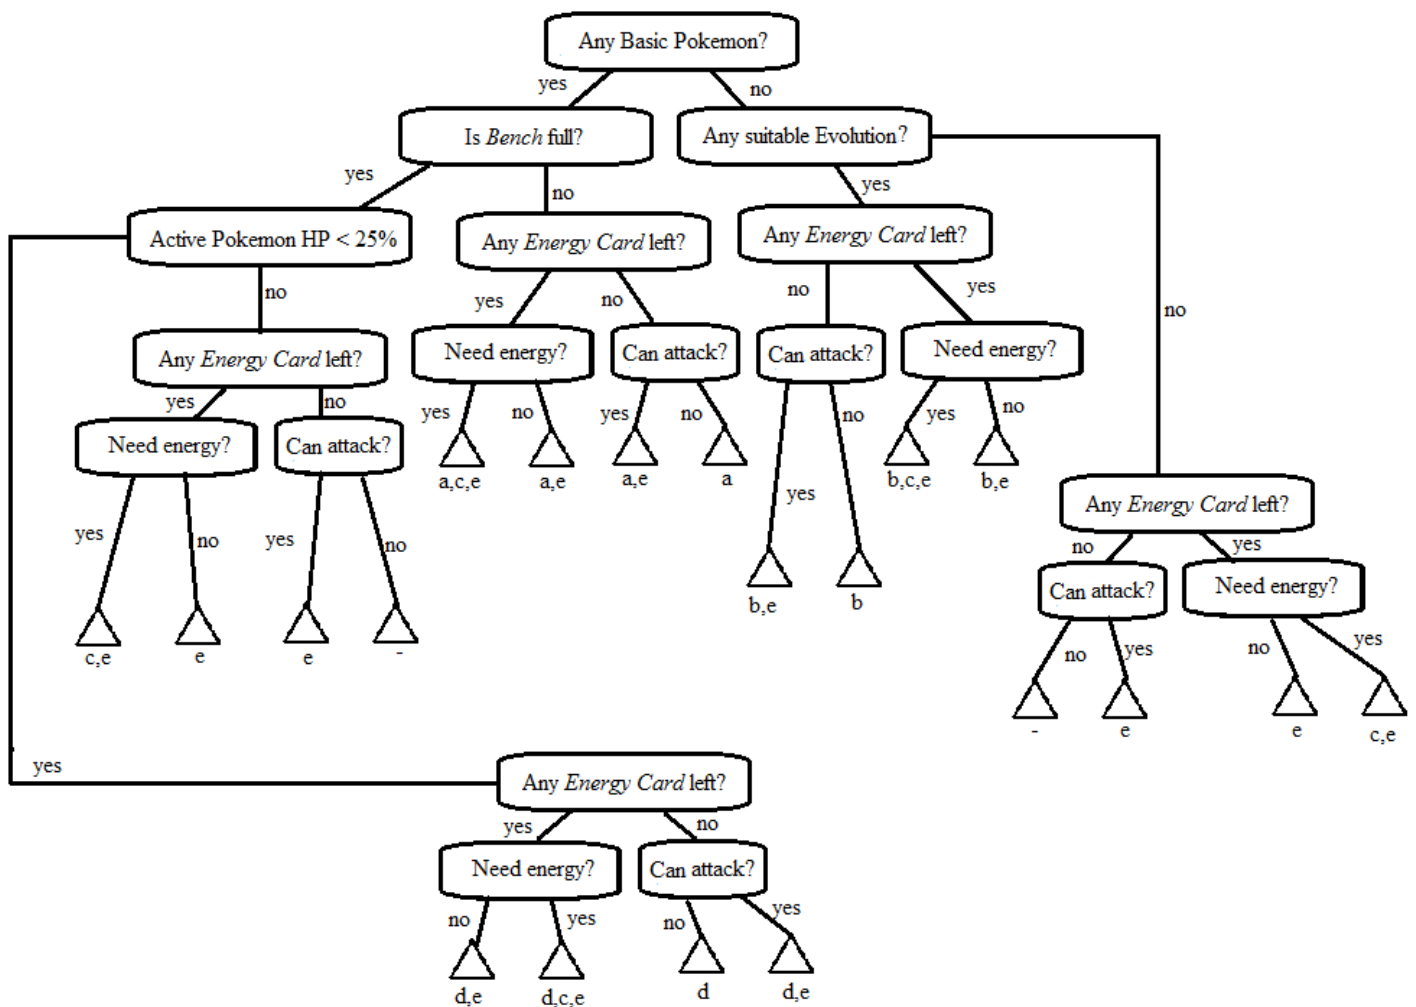 Any Basic Pokemon?
yes
no
Is Bench full?
Any suitable Evolution?
yes
no
yes
no
Active Pokemon HP < 25%
Any Energy Card left?
Any Energy Card left?
no
yes
no
no
yes
yes
Any Energy Card left?
Need energy?
Can attack?
Can attack?
Need energy?
yes
no
yes
no
yes
no
yes
no
yes
no
Need energy?
Can attack?
a,c,e
a,e
a,e
a
b,c,e
b,e
yes
no
yes
no
b,e
b
Any Energy Card left?
no
yes
Can attack?
Need energy?
c,e
e
e
-
no
yes
no
yes
-
e
e
c,e
yes
Any Energy Card left?
yes
no
Need energy?
Can attack?
no
yes
no
yes
d,e
d,c,e
d
d,e